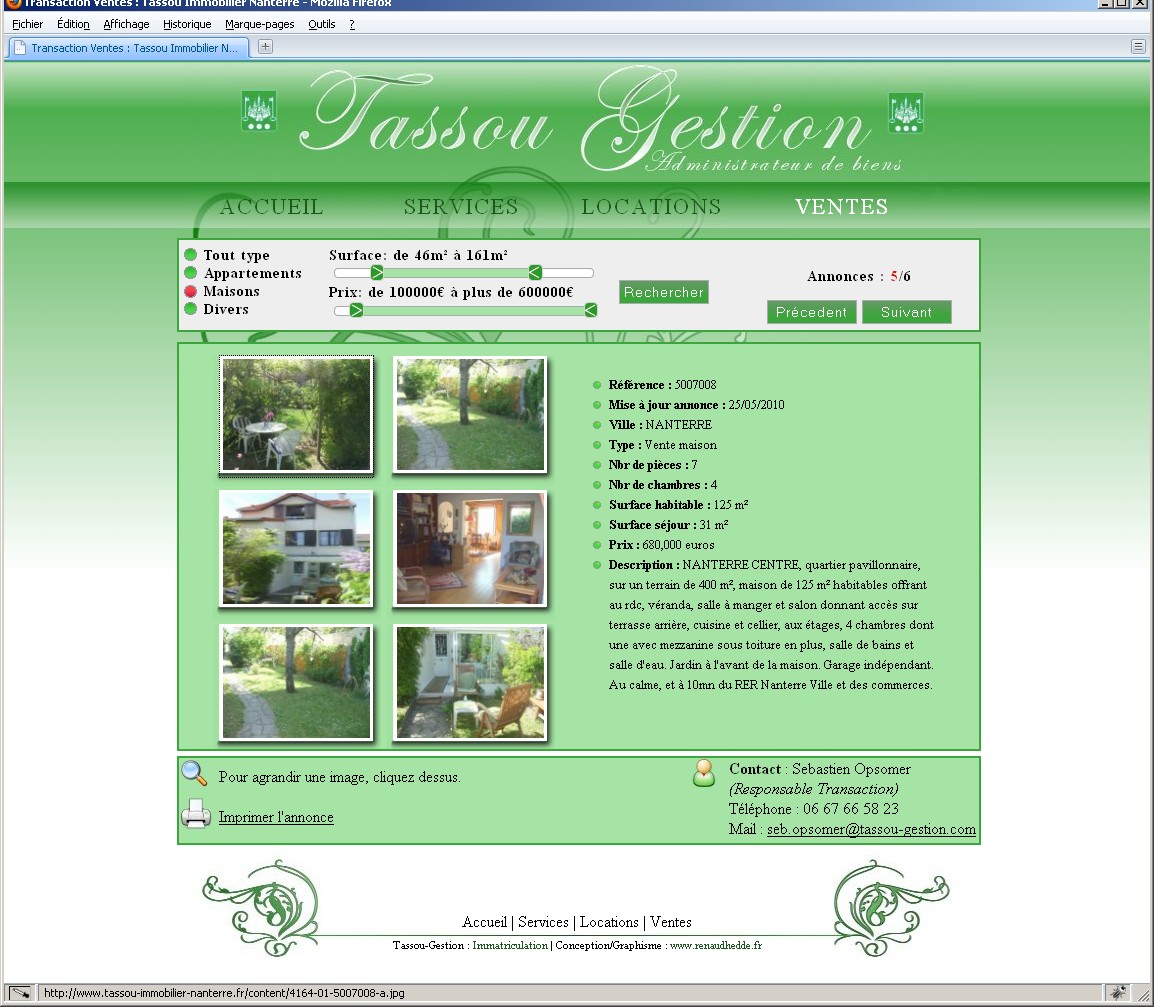 Transaction Ventes : Tassou Immobilier Nanterre - Mozilla Firefox
Fichier Édition Affichage Historique Marque-pages Outils ?
Transaction Ventes : Tassou Immobilier N...
Tassou Gestion
Administrateur de biens
ACCUEIL SERVICES LOCATIONS VENTES
Tout type
Appartements
Maisons
Divers
Surface: de 46m² à 161m²
Prix: de 100000€ à plus de 600000€
Rechercher
Annonces : 5/6
Précedent Suivant
Référence : 5007008
Mise à jour annonce : 25/05/2010
Ville : NANTERRE
Type : Vente maison
Nbr de pièces : 7
Nbr de chambres : 4
Surface habitable : 125 m²
Surface séjour : 31 m²
Prix : 680,000 euros
Description : NANTERRE CENTRE, quartier pavillonnaire,
sur un terrain de 400 m², maison de 125 m² habitables offrant
au rdc, véranda, salle à manger et salon donnant accès sur
terrasse arrière, cuisine et cellier, aux étages, 4 chambres dont
une avec mezzanine sous toiture en plus, salle de bains et
salle d'eau. Jardin à l'avant de la maison. Garage indépendant.
Au calme, et à 10mn du RER Nanterre Ville et des commerces.
Pour agrandir une image, cliquez dessus.
Imprimer l'annonce
Contact : Sebastien Opsomer
(Responsable Transaction)
Téléphone : 06 67 66 58 23
Mail : seb.opsomer@tassou-gestion.com
Accueil | Services | Locations | Ventes
Tassou-Gestion : Immatriculation | Conception/Graphisme : www.renaudhedde.fr
http://www.tassou-immobilier-nanterre.fr/content/4164-01-5007008-a.jpg